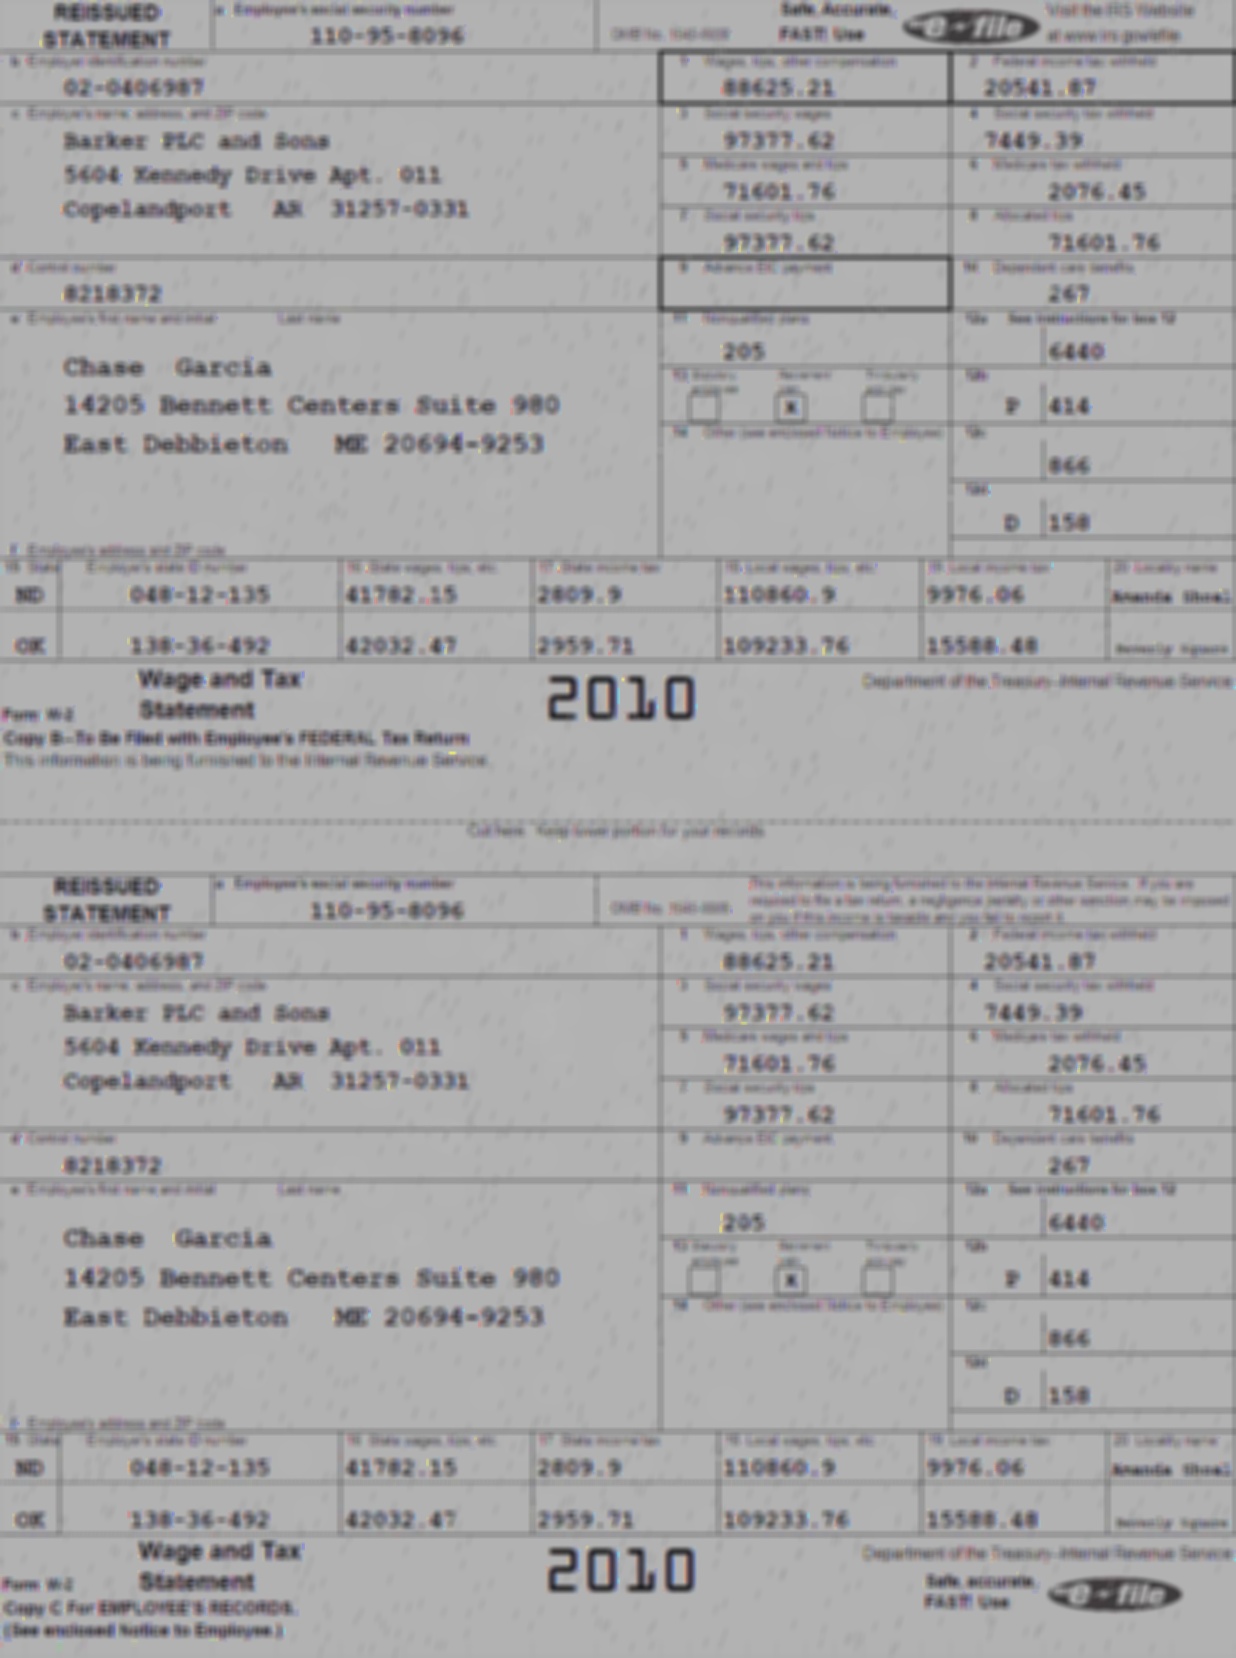 REISSUED STATEMENT
a Employee's social security number
110-95-8096
OMB No. 1545-0008
Safe, Accurate, FAST! Use
e-file
Visit the IRS Website at www.irs.gov/efile
b Employer identification number
02-0406987
1 Wages, tips, other compensation
88625.21
2 Federal income tax withheld
20541.87
c Employer's name, address, and ZIP code
Barker PLC and Sons
5604 Kennedy Drive Apt. 011
Copelandport AR 31257-0331
3 Social security wages
97377.62
4 Social security tax withheld
7449.39
5 Medicare wages and tips
71601.76
6 Medicare tax withheld
2076.45
7 Social security tips
97377.62
8 Allocated tips
71601.76
d Control number
8218372
9 Advance EIC payment
10 Dependent care benefits
267
e Employee's first name and initial Last name
Chase Garcia
14205 Bennett Centers Suite 980
East Debbieton ME 20694-9253
11 Nonqualified plans
205
12a See instructions for box 12
6440
13 Statutory employee
Retirement plan
X
Third-party sick pay
12b
P 414
14 Other (see enclosed Notice to Employee)
12c
866
12d
D 158
f Employee's address and ZIP code
15 State Employer's state ID number 16 State wages, tips, etc. 17 State income tax 18 Local wages, tips, etc. 19 Local income tax 20 Locality name
ND 048-12-135 41782.15 2809.9 110860.9 9976.06 Amanda Shoal
OK 138-36-492 42032.47 2959.71 109233.76 15588.48 Beverly Square
Form W-2
Wage and Tax Statement
2010
Department of the Treasury-Internal Revenue Service
Copy B-To Be Filed with Employee's FEDERAL Tax Return
This information is being furnished to the Internal Revenue Service.
Cut here. Keep lower portion for your records.
REISSUED STATEMENT
a Employee's social security number
110-95-8096
OMB No. 1545-0008
This information is being furnished to the Internal Revenue Service. If you are
required to file a tax return, a negligence penalty or other sanction may be imposed
on you if this income is taxable and you fail to report it.
b Employer identification number
02-0406987
1 Wages, tips, other compensation
88625.21
2 Federal income tax withheld
20541.87
c Employer's name, address, and ZIP code
Barker PLC and Sons
5604 Kennedy Drive Apt. 011
Copelandport AR 31257-0331
3 Social security wages
97377.62
4 Social security tax withheld
7449.39
5 Medicare wages and tips
71601.76
6 Medicare tax withheld
2076.45
7 Social security tips
97377.62
8 Allocated tips
71601.76
d Control number
8218372
9 Advance EIC payment
10 Dependent care benefits
267
e Employee's first name and initial Last name
Chase Garcia
14205 Bennett Centers Suite 980
East Debbieton ME 20694-9253
11 Nonqualified plans
205
12a See instructions for box 12
6440
13 Statutory employee
Retirement plan
X
Third-party sick pay
12b
P 414
14 Other (see enclosed Notice to Employee)
12c
866
12d
D 158
f Employee's address and ZIP code
15 State Employer's state ID number 16 State wages, tips, etc. 17 State income tax 18 Local wages, tips, etc. 19 Local income tax 20 Locality name
ND 048-12-135 41782.15 2809.9 110860.9 9976.06 Amanda Shoal
OK 138-36-492 42032.47 2959.71 109233.76 15588.48 Beverly Square
Form W-2
Wage and Tax Statement
2010
Department of the Treasury-Internal Revenue Service
Copy C For EMPLOYEE'S RECORDS.
(See enclosed Notice to Employee.)
Safe, accurate, FAST! Use
e-file